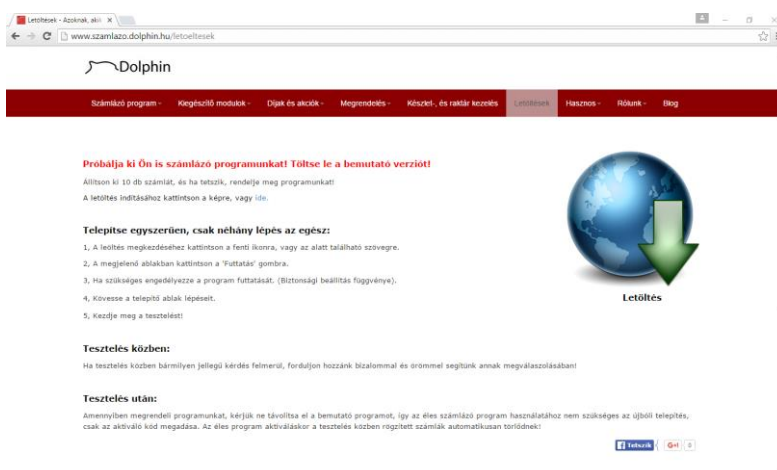 Letöltések - Azoknak, akik
www.szamlazo.dolphin.hu/letoeltesek
Dolphin
Számlázó program Kiegészítő modulok Díjak és akciók Megrendelés Készlet-, és raktár kezelés Letöltések Hasznos Rólunk Blog
Próbálja ki Ön is számlázó programunkat! Töltse le a bemutató verziót!
Állítson ki 10 db számlát, és ha tetszik, rendelje meg programunkat!
A letöltés indításához kattintson a képre, vagy ide.
Telepítse egyszerűen, csak néhány lépés az egész:
1, A leöltés megkezdéséhez kattintson a fenti ikonra, vagy az alatt található szövegre.
2, A megjelenő ablakban kattintson a 'Futtatás' gombra.
3, Ha szükséges engedélyezze a program futtatását. (Biztonsági beállítás függvénye).
4, Kövesse a telepítő ablak lépéseit.
5, Kezdje meg a tesztelést!
Letöltés
Tesztelés közben:
Ha tesztelés közben bármilyen jellegű kérdés felmerül, forduljon hozzánk bizalommal és örömmel segítünk annak megválaszolásában!
Tesztelés után:
Amennyiben megrendeli programunkat, kérjük ne távolítsa el a bemutató programot, így az éles számlázó program használatához nem szükséges az újbóli telepítés,
csak az aktiváló kód megadása. Az éles program aktiváláskor a tesztelés közben rögzített számlák automatikusan törlődnek!
Tetszik G+1 0